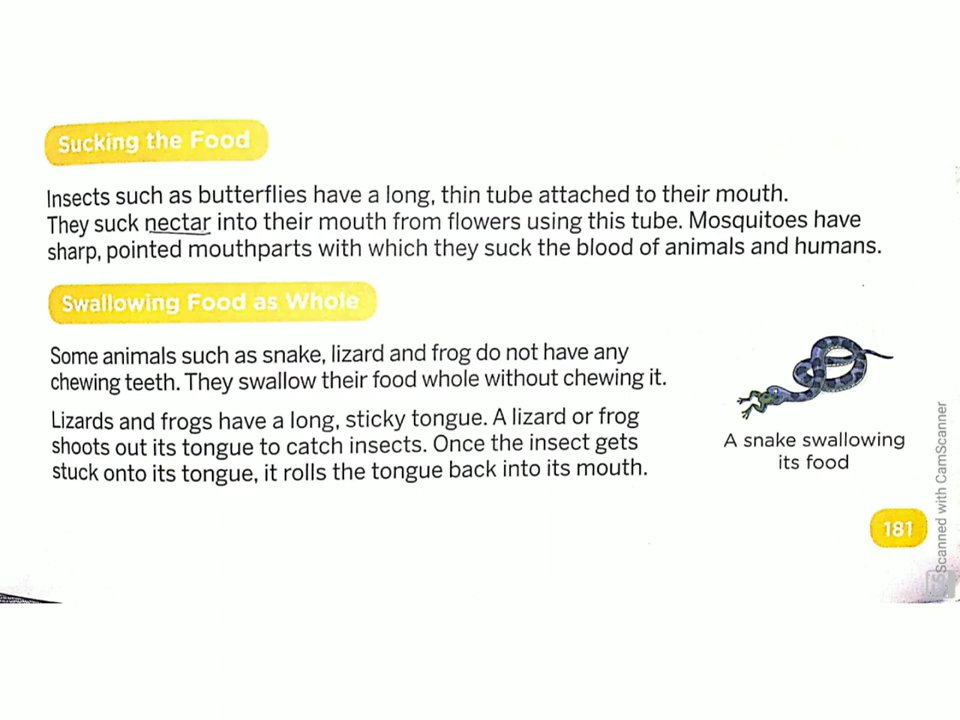 Sucking the Food
Insects such as butterflies have a long, thin tube attached to their mouth.
They suck nectar into their mouth from flowers using this tube. Mosquitoes have
sharp, pointed mouthparts with which they suck the blood of animals and humans.
Swallowing Food as Whole
Some animals such as snake, lizard and frog do not have any
chewing teeth. They swallow their food whole without chewing it.
Lizards and frogs have a long, sticky tongue. A lizard or frog
shoots out its tongue to catch insects. Once the insect gets
stuck onto its tongue, it rolls the tongue back into its mouth.
A snake swallowing
its food
181
Scanned with CamScanner